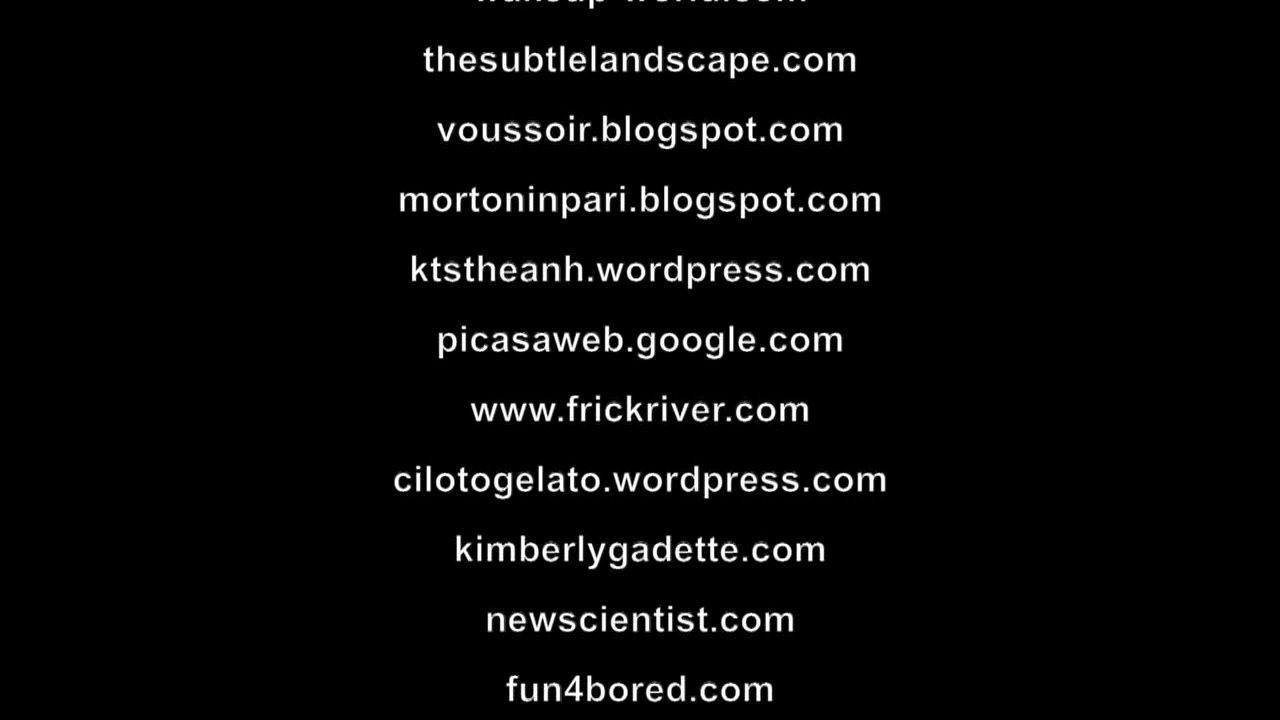 thesubtlelandscape.com
voussoir.blogspot.com
mortoninpari.blogspot.com
ktstheanh.wordpress.com
picasaweb.google.com
www.frickriver.com
cilotogelato.wordpress.com
kimberlygadette.com
newscientist.com
fun4bored.com